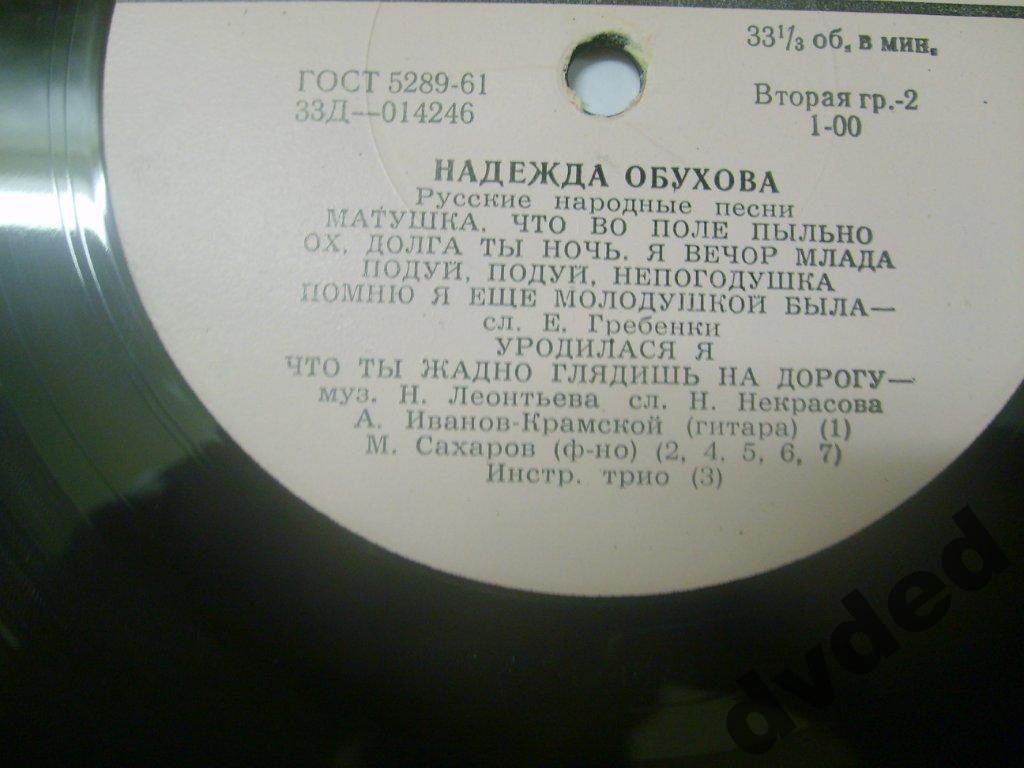 33⅓ об. в мин.
ГОСТ 5289-61
33Д—014246
Вторая гр.-2
1-00
НАДЕЖДА ОБУХОВА
Русские народные песни
МАТУШКА, ЧТО ВО ПОЛЕ ПЫЛЬНО
ОХ, ДОЛГА ТЫ НОЧЬ. Я ВЕЧОР МЛАДА
ПОДУЙ, ПОДУЙ, НЕПОГОДУШКА
ПОМНЮ Я ЕЩЕ МОЛОДУШКОЙ БЫЛА—
сл. Е. Гребенки
УРОДИЛАСЯ Я
ЧТО ТЫ ЖАДНО ГЛЯДИШЬ НА ДОРОГУ—
муз. Н. Леонтьева сл. Н. Некрасова
А. Иванов-Крамской (гитара) (1)
М. Сахаров (ф-но) (2, 4, 5, 6, 7)
Инстр. трио (3)
dvded